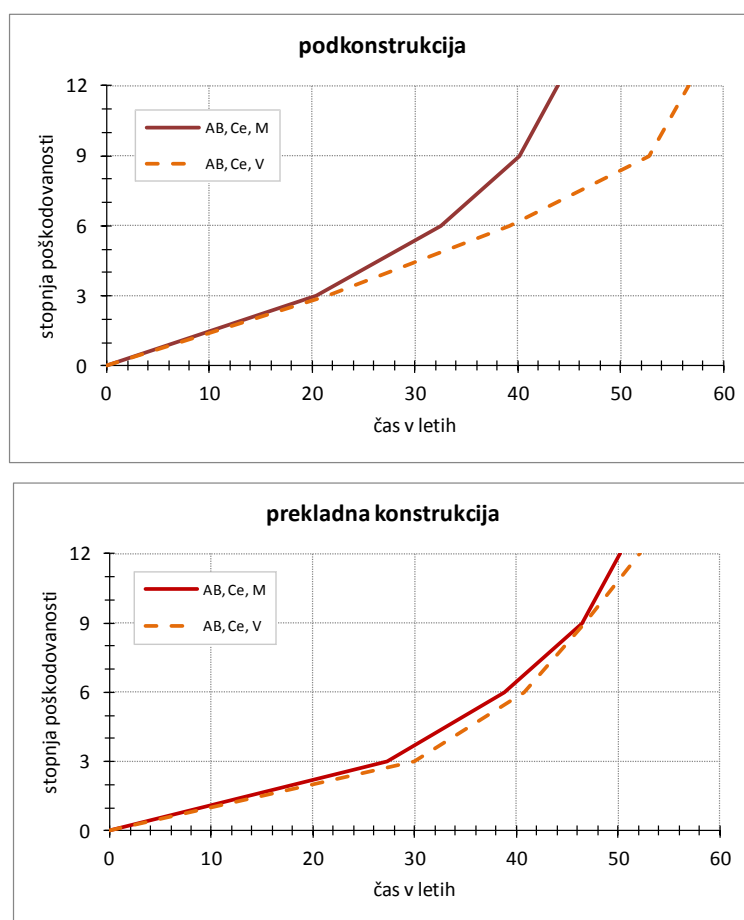 podkonstrukcija
12
9
6
3
0
stopnja poškodovanosti
AB, Ce, M
AB, Ce, V
0 10 20 30 40 50 60
čas v letih
prekladna konstrukcija
12
9
6
3
0
stopnja poškodovanosti
AB, Ce, M
AB, Ce, V
0 10 20 30 40 50 60
čas v letih